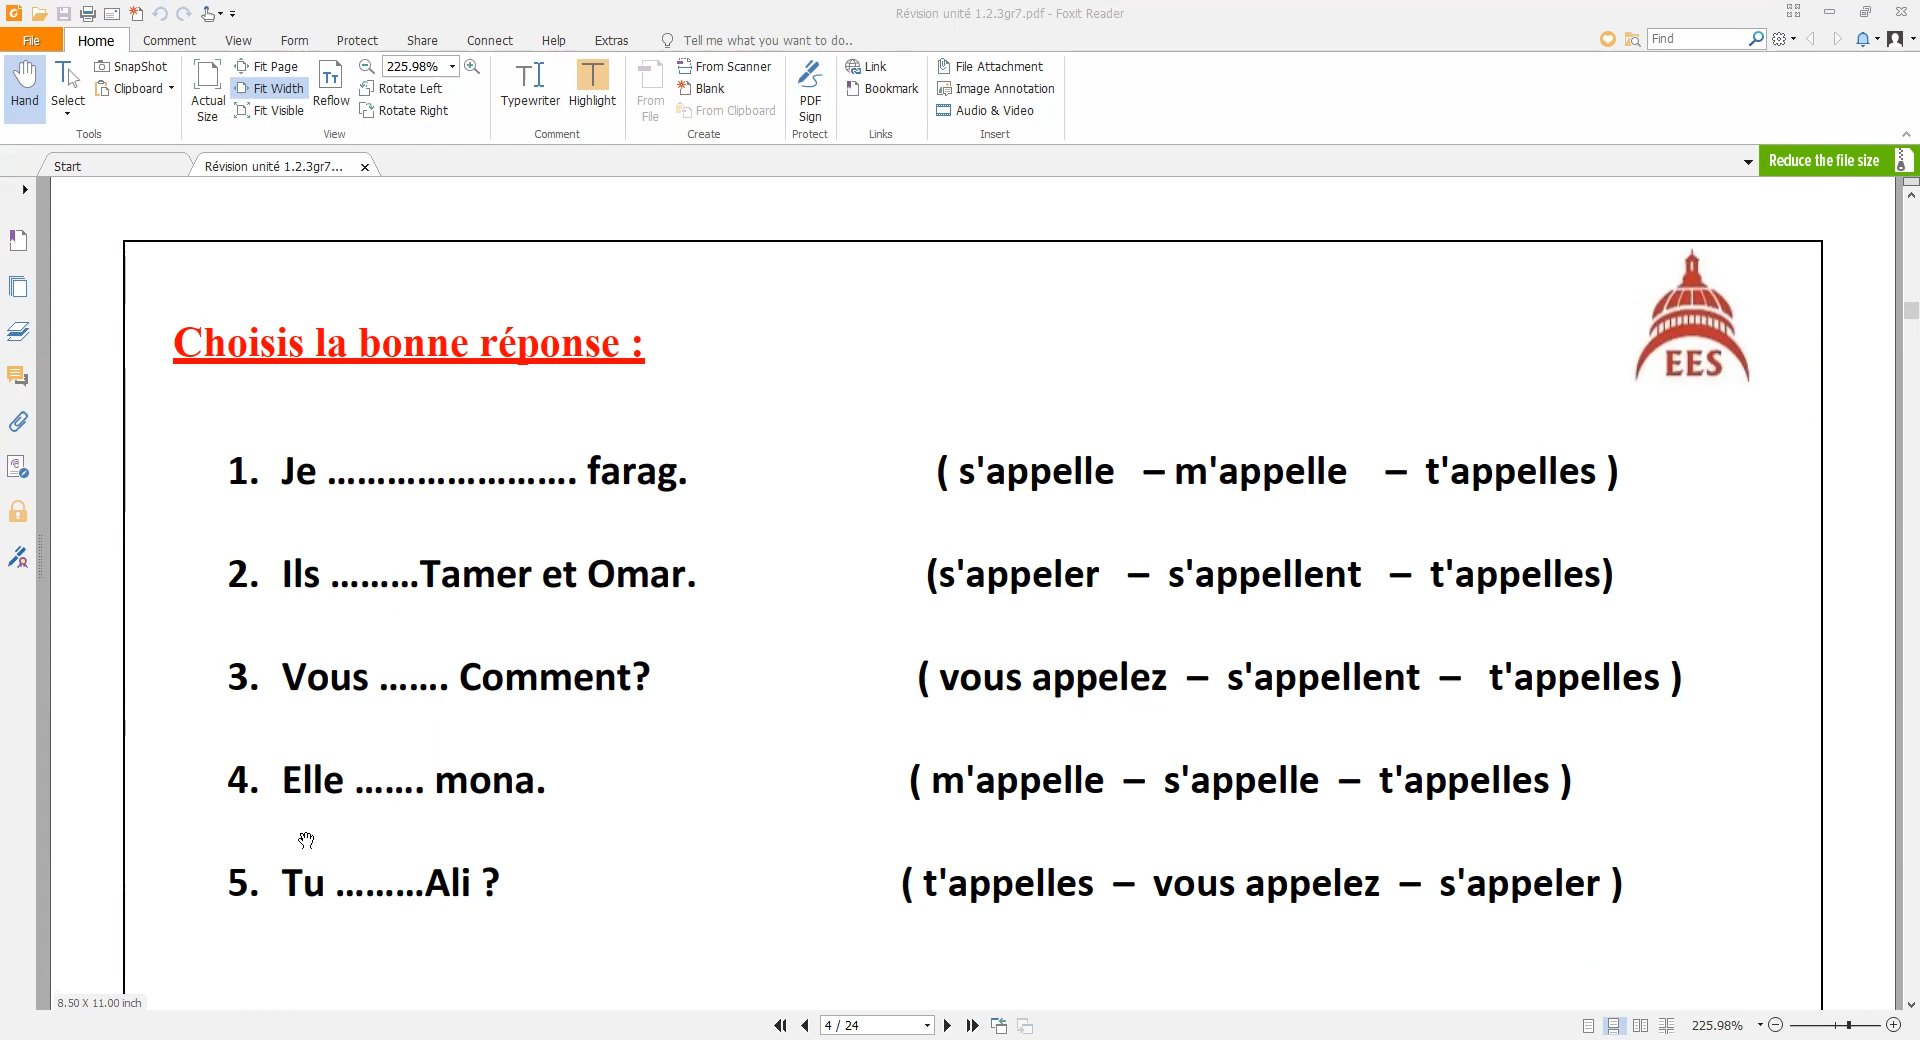 Révision unité 1.2.3gr7.pdf - Foxit Reader
File Home Comment View Form Protect Share Connect Help Extras Tell me what you want to do.. Find
Hand Select SnapShot Clipboard Actual Size Fit Page Fit Width Fit Visible Reflow 225.98% Rotate Left Rotate Right Typewriter Highlight From File From Scanner Blank From Clipboard PDF Sign Link Bookmark File Attachment Image Annotation Audio & Video
Tools View Comment Create Protect Links Insert
Start Révision unité 1.2.3gr7... Reduce the file size
EES
Choisis la bonne réponse :
1. Je ......................... farag. ( s'appelle – m'appelle – t'appelles )
2. Ils .........Tamer et Omar. (s'appeler – s'appellent – t'appelles)
3. Vous ....... Comment? ( vous appelez – s'appellent – t'appelles )
4. Elle ....... mona. ( m'appelle – s'appelle – t'appelles )
5. Tu .........Ali ? ( t'appelles – vous appelez – s'appeler )
8.50 X 11.00 inch
4 / 24 225.98%